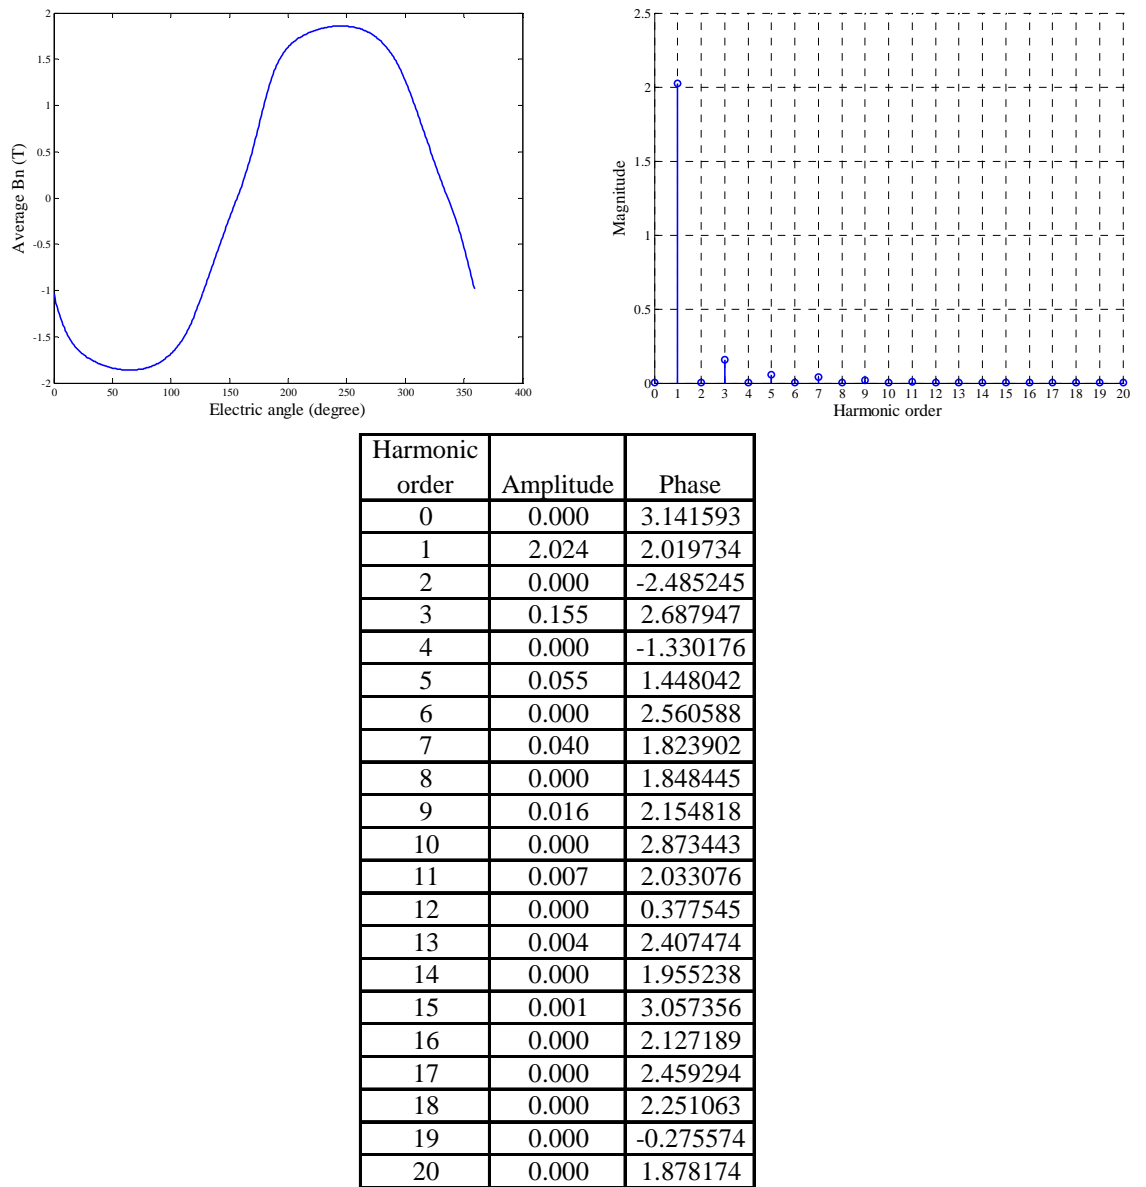 2
1.5
1
0.5
0
-0.5
-1
-1.5
-2
Average Bn (T)
0 50 100 150 200 250 300 350 400
Electric angle (degree)
2.5
2
1.5
1
0.5
0
Magnitude
0 1 2 3 4 5 6 7 8 9 10 11 12 13 14 15 16 17 18 19 20
Harmonic order
Harmonic order Amplitude Phase
0 0.000 3.141593
1 2.024 2.019734
2 0.000 -2.485245
3 0.155 2.687947
4 0.000 -1.330176
5 0.055 1.448042
6 0.000 2.560588
7 0.040 1.823902
8 0.000 1.848445
9 0.016 2.154818
10 0.000 2.873443
11 0.007 2.033076
12 0.000 0.377545
13 0.004 2.407474
14 0.000 1.955238
15 0.001 3.057356
16 0.000 2.127189
17 0.000 2.459294
18 0.000 2.251063
19 0.000 -0.275574
20 0.000 1.878174